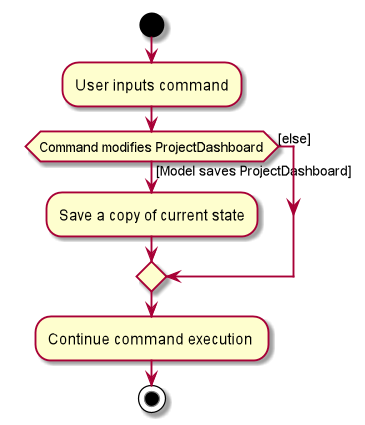 User inputs command
Command modifies ProjectDashboard
[else]
[Model saves ProjectDashboard]
Save a copy of current state
Continue command execution